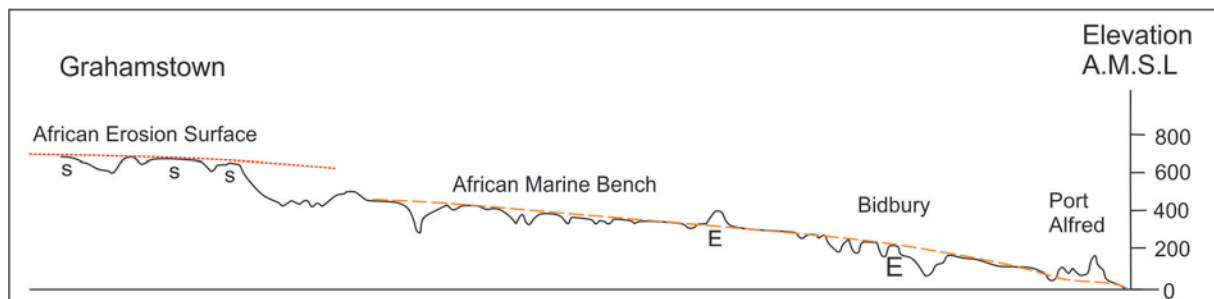 Elevation
A.M.S.L
Grahamstown
African Erosion Surface
800
600
s
s
s
African Marine Bench
Bidbury
Port
Alfred
400
E
200
E
0